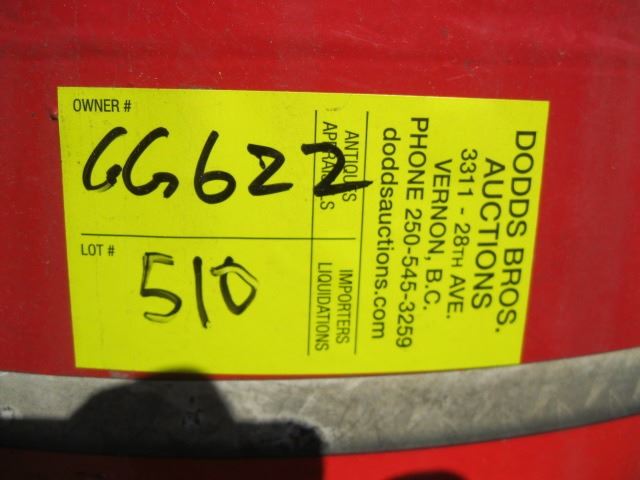 OWNER #
GG622
LOT #
510
ANTIQUES
APPRAISALS
IMPORTERS
LIQUIDATIONS
DODDS BROS.
AUCTIONS
3311 - 28TH AVE.
VERNON, B.C.
PHONE 250-545-3259
doddsauctions.com